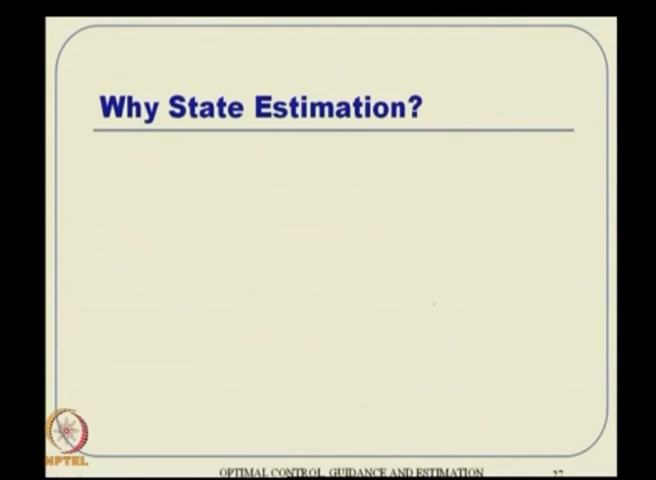 Why State Estimation?
NPTEL
OPTIMAL CONTROL, GUIDANCE AND ESTIMATION